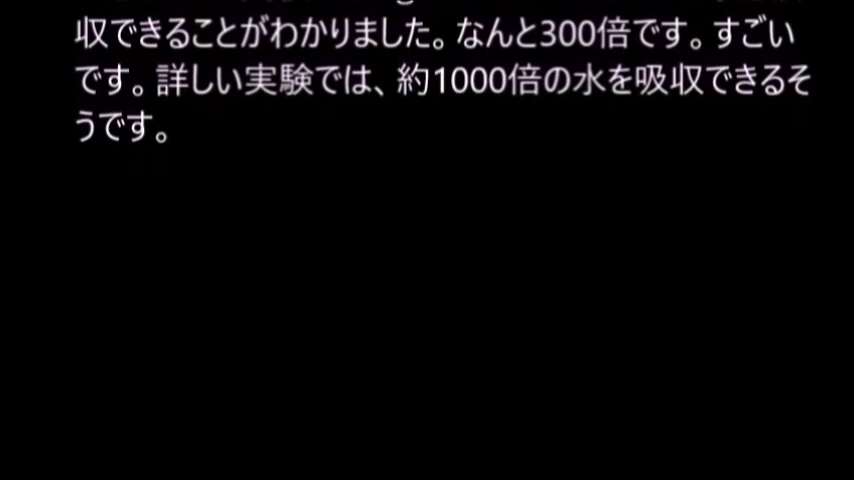 収できることがわかりました。なんと300倍です。すごい
です。詳しい実験では、約1000倍の水を吸収できるそ
うです。